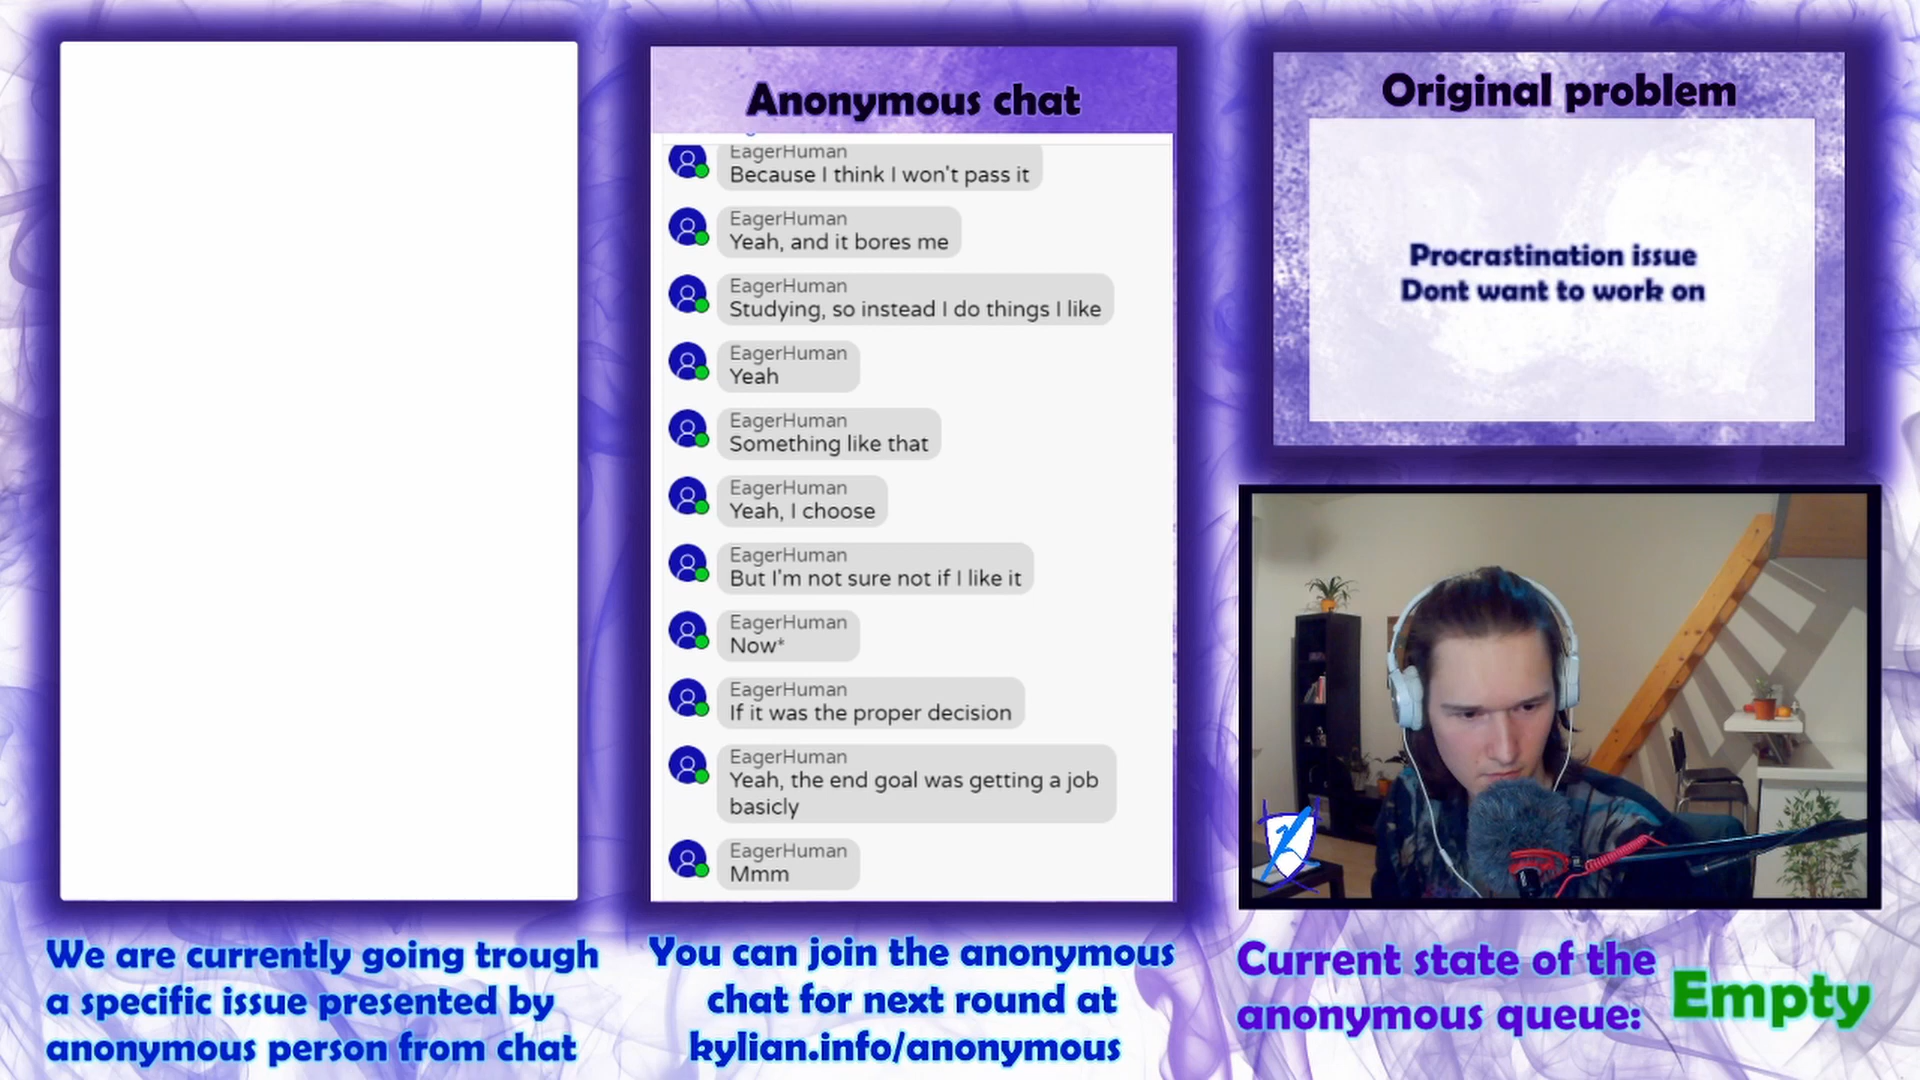 Anonymous chat
EagerHuman
Because I think I won't pass it
EagerHuman
Yeah, and it bores me
EagerHuman
Studying, so instead I do things I like
EagerHuman
Yeah
EagerHuman
Something like that
EagerHuman
Yeah, I choose
EagerHuman
But I'm not sure not if I like it
EagerHuman
Now*
EagerHuman
If it was the proper decision
EagerHuman
Yeah, the end goal was getting a job
basicly
EagerHuman
Mmm
Original problem
Procrastination issue
Dont want to work on
We are currently going trough
a specific issue presented by
anonymous person from chat
You can join the anonymous
chat for next round at
kylian.info/anonymous
Current state of the
anonymous queue:
Empty